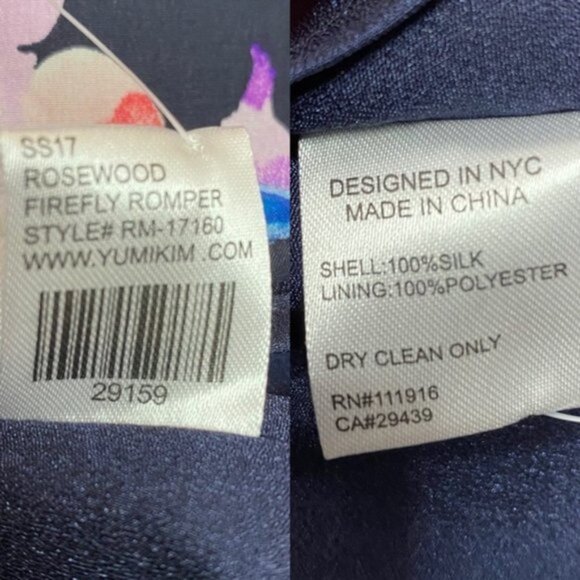 SS17
ROSEWOOD
FIREFLY ROMPER
STYLE# RM-17160
WWW.YUMIKIM .COM
29159
DESIGNED IN NYC
MADE IN CHINA
SHELL:100%SILK
LINING:100%POLYESTER
DRY CLEAN ONLY
RN#111916
CA#29439